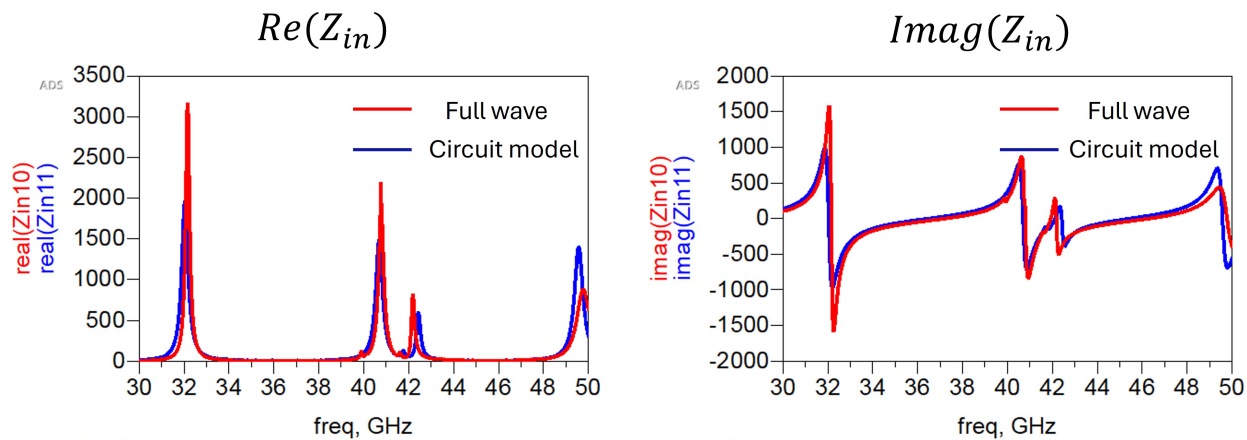 Re(Z_in)
ADS
3500
3000
2500
2000
1500
1000
500
0
Full wave
Circuit model
real(Zin10)
real(Zin11)
30 32 34 36 38 40 42 44 46 48 50
freq, GHz
Imag(Z_in)
ADS
2000
1500
1000
500
0
-500
-1000
-1500
-2000
Full wave
Circuit model
imag(Zin10)
imag(Zin11)
30 32 34 36 38 40 42 44 46 48 50
freq, GHz